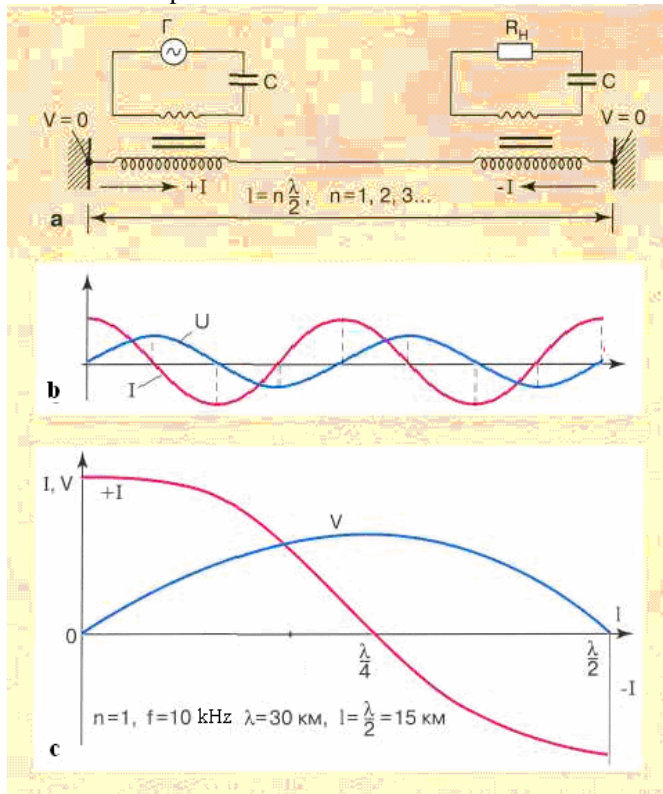 Г
C
V = 0
+I
a
l = n λ/2, n = 1, 2, 3...
R_H
C
V = 0
-I
U
I
b
I, V
+I
V
0
λ/4
λ/2
l
-I
n=1, f=10 kHz λ=30 км, l= λ/2 =15 км
c